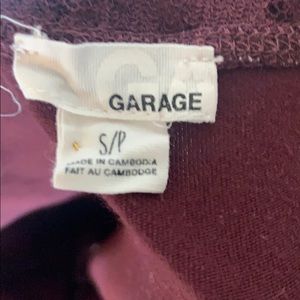 G
GARAGE
S/P
MADE IN CAMBODIA
FAIT AU CAMBODGE